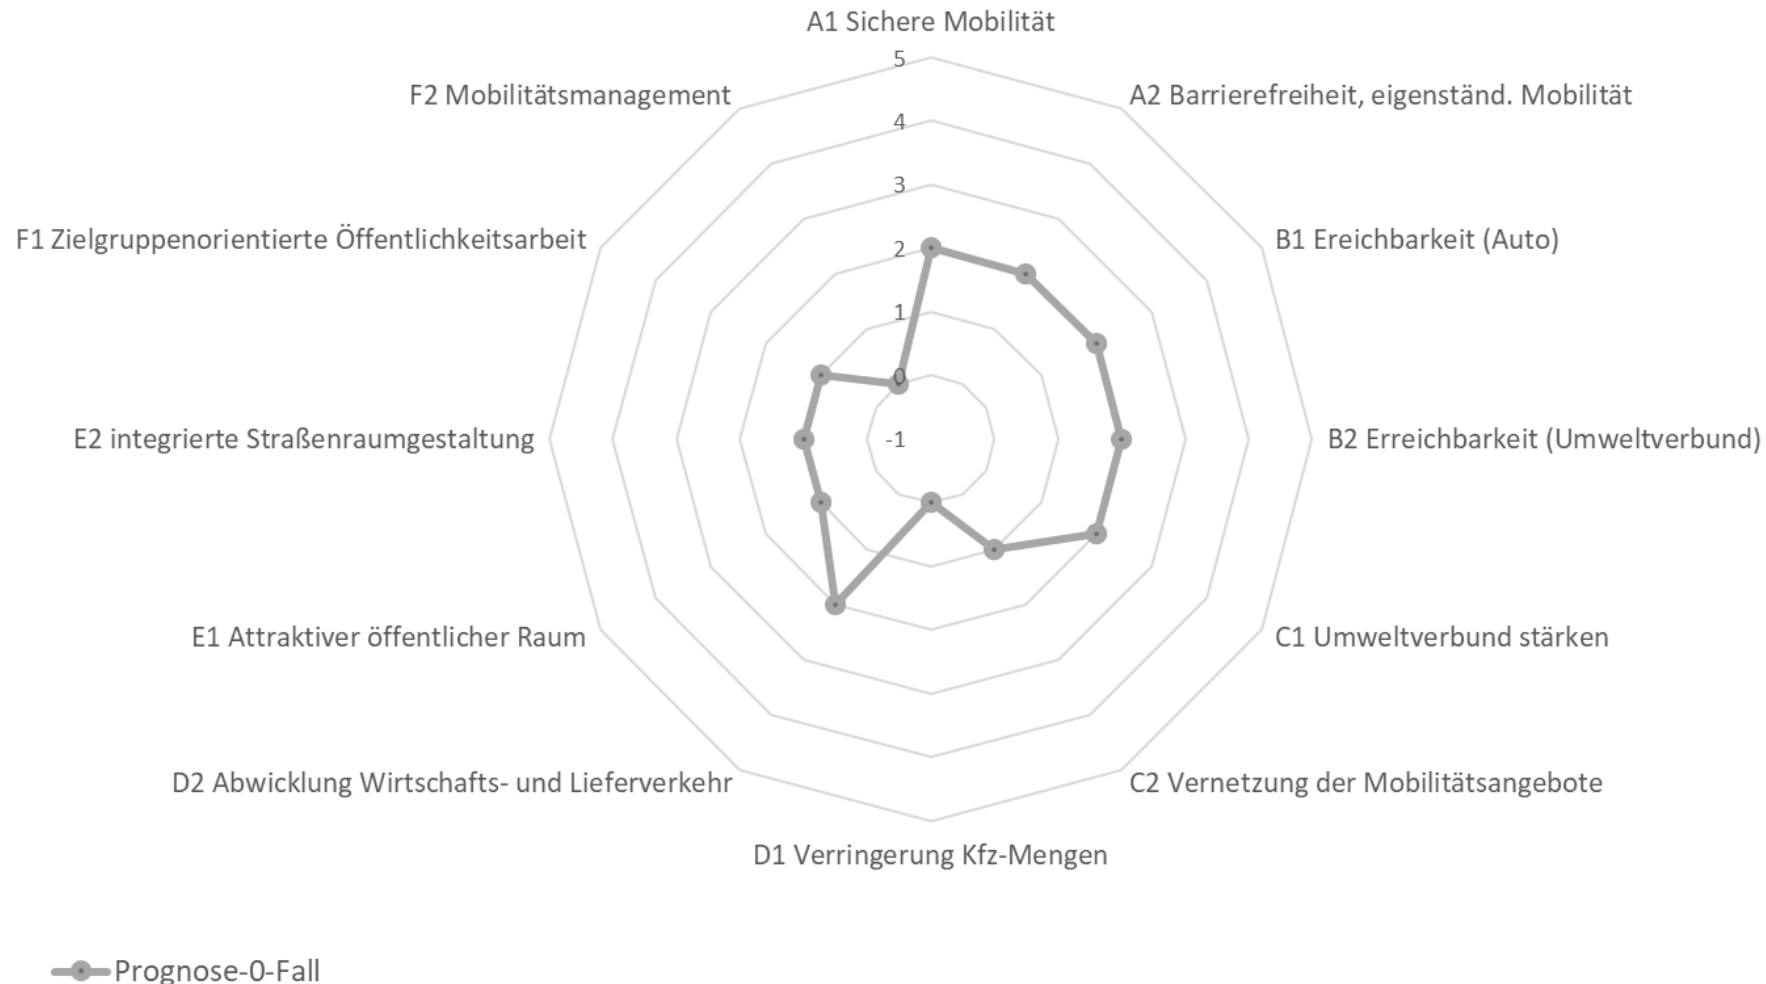 A1 Sichere Mobilität
5
F2 Mobilitätsmanagement
A2 Barrierefreiheit, eigenständ. Mobilität
4
3
F1 Zielgruppenorientierte Öffentlichkeitsarbeit
2
B1 Ereichbarkeit (Auto)
1
0
E2 integrierte Straßenraumgestaltung
-1
B2 Erreichbarkeit (Umweltverbund)
E1 Attraktiver öffentlicher Raum
C1 Umweltverbund stärken
D2 Abwicklung Wirtschafts- und Lieferverkehr
C2 Vernetzung der Mobilitätsangebote
D1 Verringerung Kfz-Mengen
Prognose-0-Fall